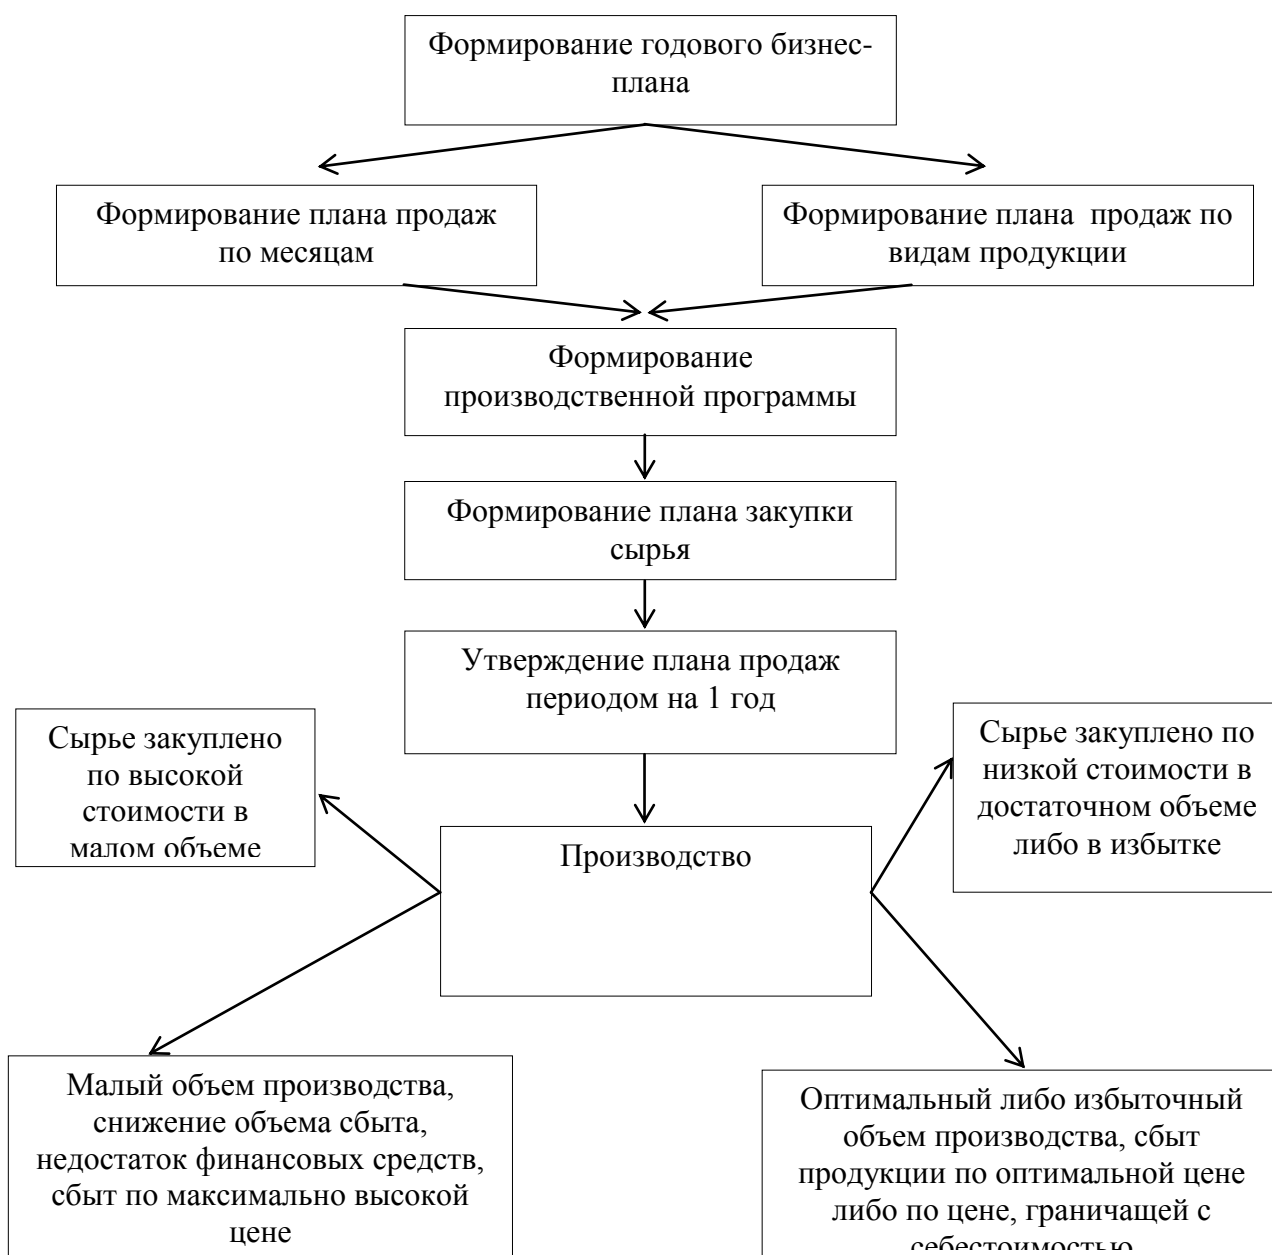 Формирование годового бизнес-
плана
Формирование плана продаж
по месяцам
Формирование плана  продаж по
видам продукции
Формирование
производственной программы
Формирование плана закупки
сырья
Утверждение плана продаж
периодом на 1 год
Сырье закуплено
по высокой
стоимости в
малом объеме
Сырье закуплено по
низкой стоимости в
достаточном объеме
либо в избытке
Производство
Малый объем производства,
снижение объема сбыта,
недостаток финансовых средств,
сбыт по максимально высокой
цене
Оптимальный либо избыточный
объем производства, сбыт
продукции по оптимальной цене
либо по цене, граничащей с
себестоимостью